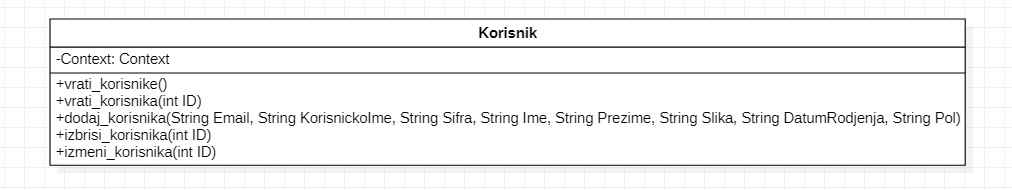 Korisnik
-Context: Context
+vrati_korisnike()
+vrati_korisnika(int ID)
+dodaj_korisnika(String Email, String KorisnickoIme, String Sifra, String Ime, String Prezime, String Slika, String DatumRodjenja, String Pol)
+izbrisi_korisnika(int ID)
+izmeni_korisnika(int ID)